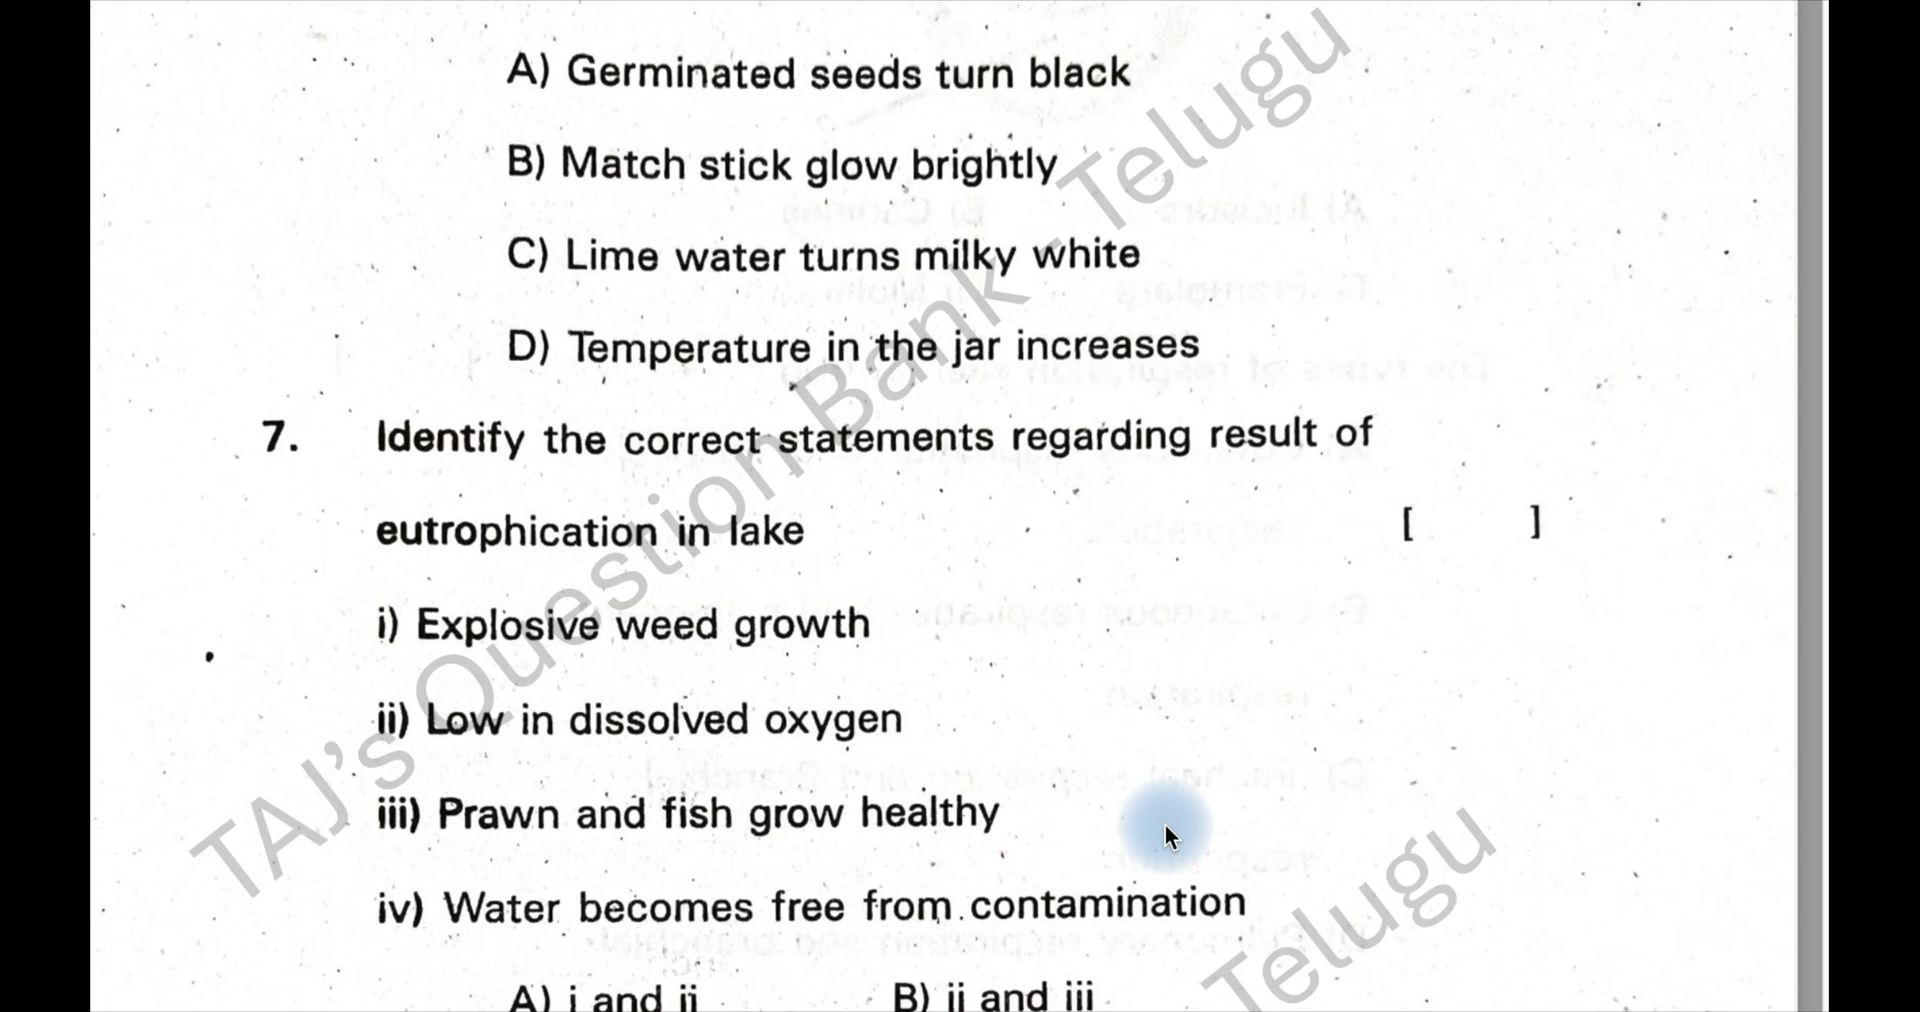 A) Germinated seeds turn black
B) Match stick glow brightly
C) Lime water turns milky white
D) Temperature in the jar increases
7. Identify the correct statements regarding result of
eutrophication in lake [ ]
i) Explosive weed growth
ii) Low in dissolved oxygen
iii) Prawn and fish grow healthy
iv) Water becomes free from contamination
A) i and ii B) ii and iii
TAJ's Question Bank - Telugu
Telugu